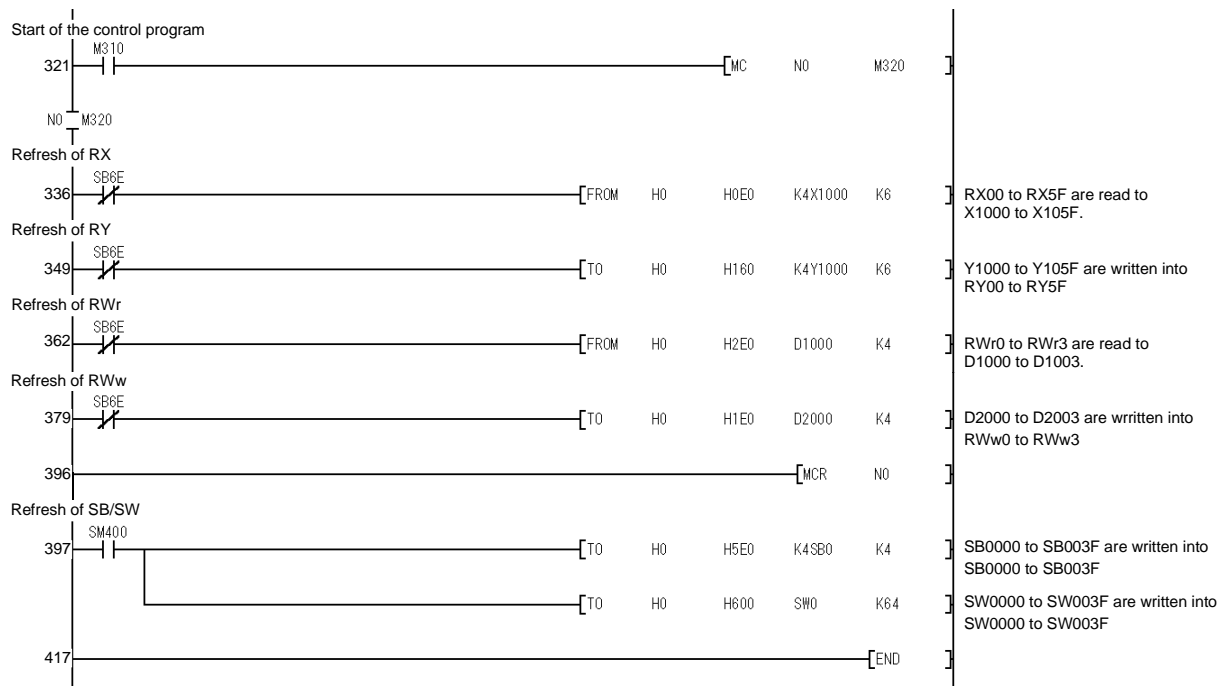 Start of the control program
M310
321 MC N0 M320
N0 M320
Refresh of RX
SB6E
336 FROM H0 H0E0 K4X1000 K6 RX00 to RX5F are read to
X1000 to X105F.
Refresh of RY
SB6E
349 TO H0 H160 K4Y1000 K6 Y1000 to Y105F are written into
RY00 to RY5F
Refresh of RWr
SB6E
362 FROM H0 H2E0 D1000 K4 RWr0 to RWr3 are read to
D1000 to D1003.
Refresh of RWw
SB6E
379 TO H0 H1E0 D2000 K4 D2000 to D2003 are wrritten into
RWw0 to RWw3
396 MCR N0
Refresh of SB/SW
SM400
397 TO H0 H5E0 K4SB0 K4 SB0000 to SB003F are written into
SB0000 to SB003F
TO H0 H600 SW0 K64 SW0000 to SW003F are written into
SW0000 to SW003F
417 END